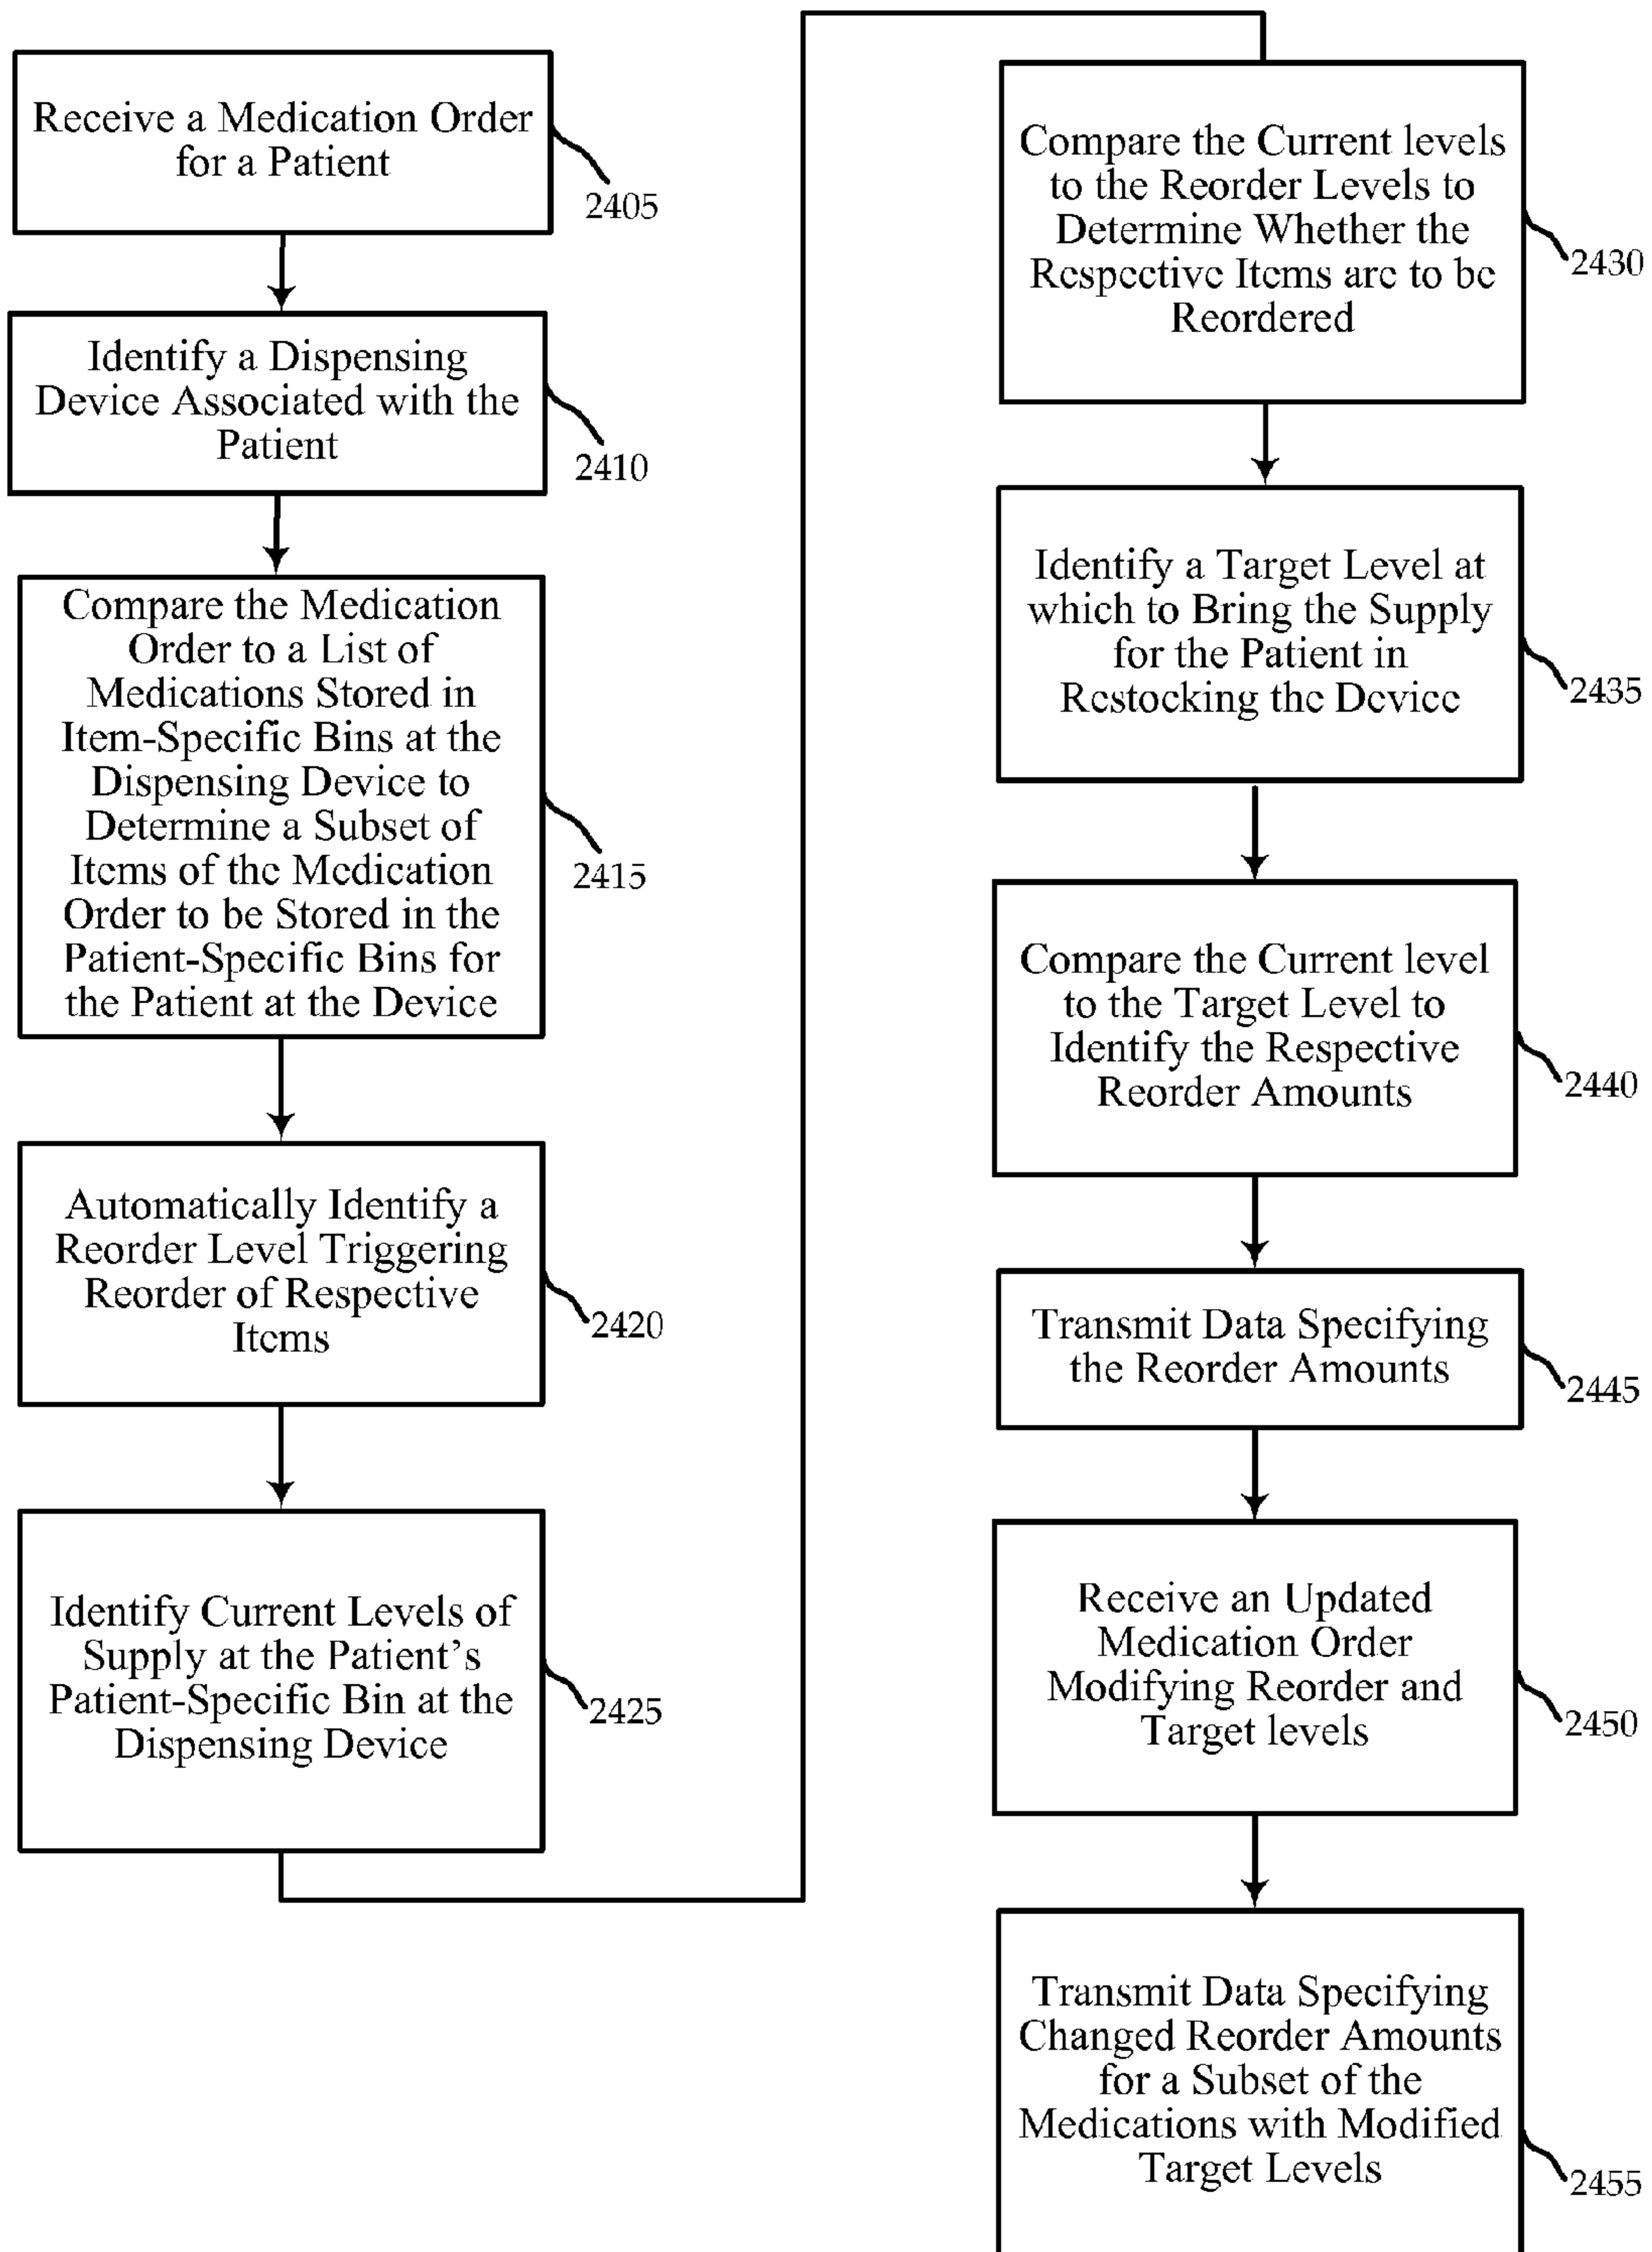 Receive a Medication Order
for a Patient
2405
Identify a Dispensing
Device Associated with the
Patient
2410
Compare the Medication
Order to a List of
Medications Stored in
Item-Specific Bins at the
Dispensing Device to
Determine a Subset of
Items of the Medication
Order to be Stored in the
Patient-Specific Bins for
the Patient at the Device
2415
Automatically Identify a
Reorder Level Triggering
Reorder of Respective
Items
2420
Identify Current Levels of
Supply at the Patient's
Patient-Specific Bin at the
Dispensing Device
2425
Compare the Current levels
to the Reorder Levels to
Determine Whether the
Respective Items are to be
Reordered
2430
Identify a Target Level at
which to Bring the Supply
for the Patient in
Restocking the Device
2435
Compare the Current level
to the Target Level to
Identify the Respective
Reorder Amounts
2440
Transmit Data Specifying
the Reorder Amounts
2445
Receive an Updated
Medication Order
Modifying Reorder and
Target levels
2450
Transmit Data Specifying
Changed Reorder Amounts
for a Subset of the
Medications with Modified
Target Levels
2455